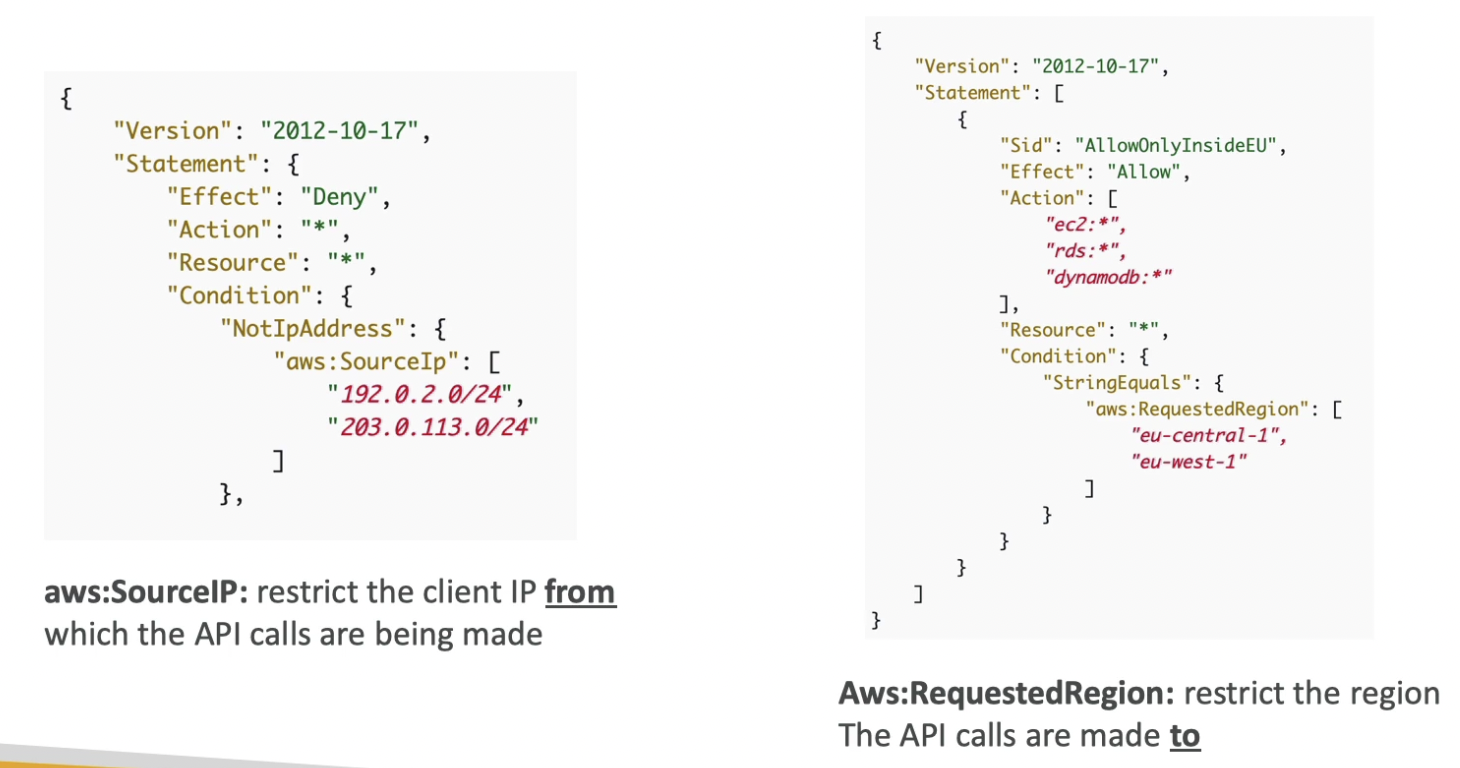 {
"Version": "2012-10-17",
"Statement": {
"Effect": "Deny",
"Action": "*",
"Resource": "*",
"Condition": {
"NotIpAddress": {
"aws:SourceIp": [
"192.0.2.0/24",
"203.0.113.0/24"
]
},
aws:SourceIP: restrict the client IP from
which the API calls are being made
{
"Version": "2012-10-17",
"Statement": [
{
"Sid": "AllowOnlyInsideEU",
"Effect": "Allow",
"Action": [
"ec2:*",
"rds:*",
"dynamodb:*"
],
"Resource": "*",
"Condition": {
"StringEquals": {
"aws:RequestedRegion": [
"eu-central-1",
"eu-west-1"
]
}
}
}
]
}
Aws:RequestedRegion: restrict the region
The API calls are made to